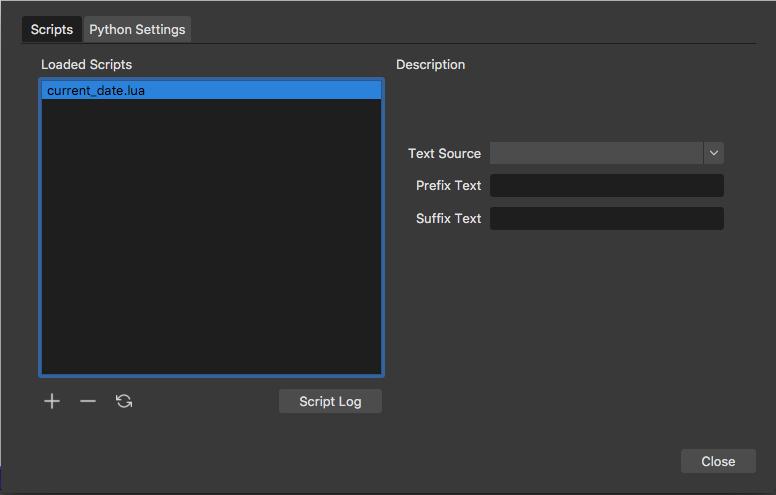 Scripts
Python Settings
Loaded Scripts
current_date.lua
Script Log
Description
Text Source
Prefix Text
Suffix Text
Close